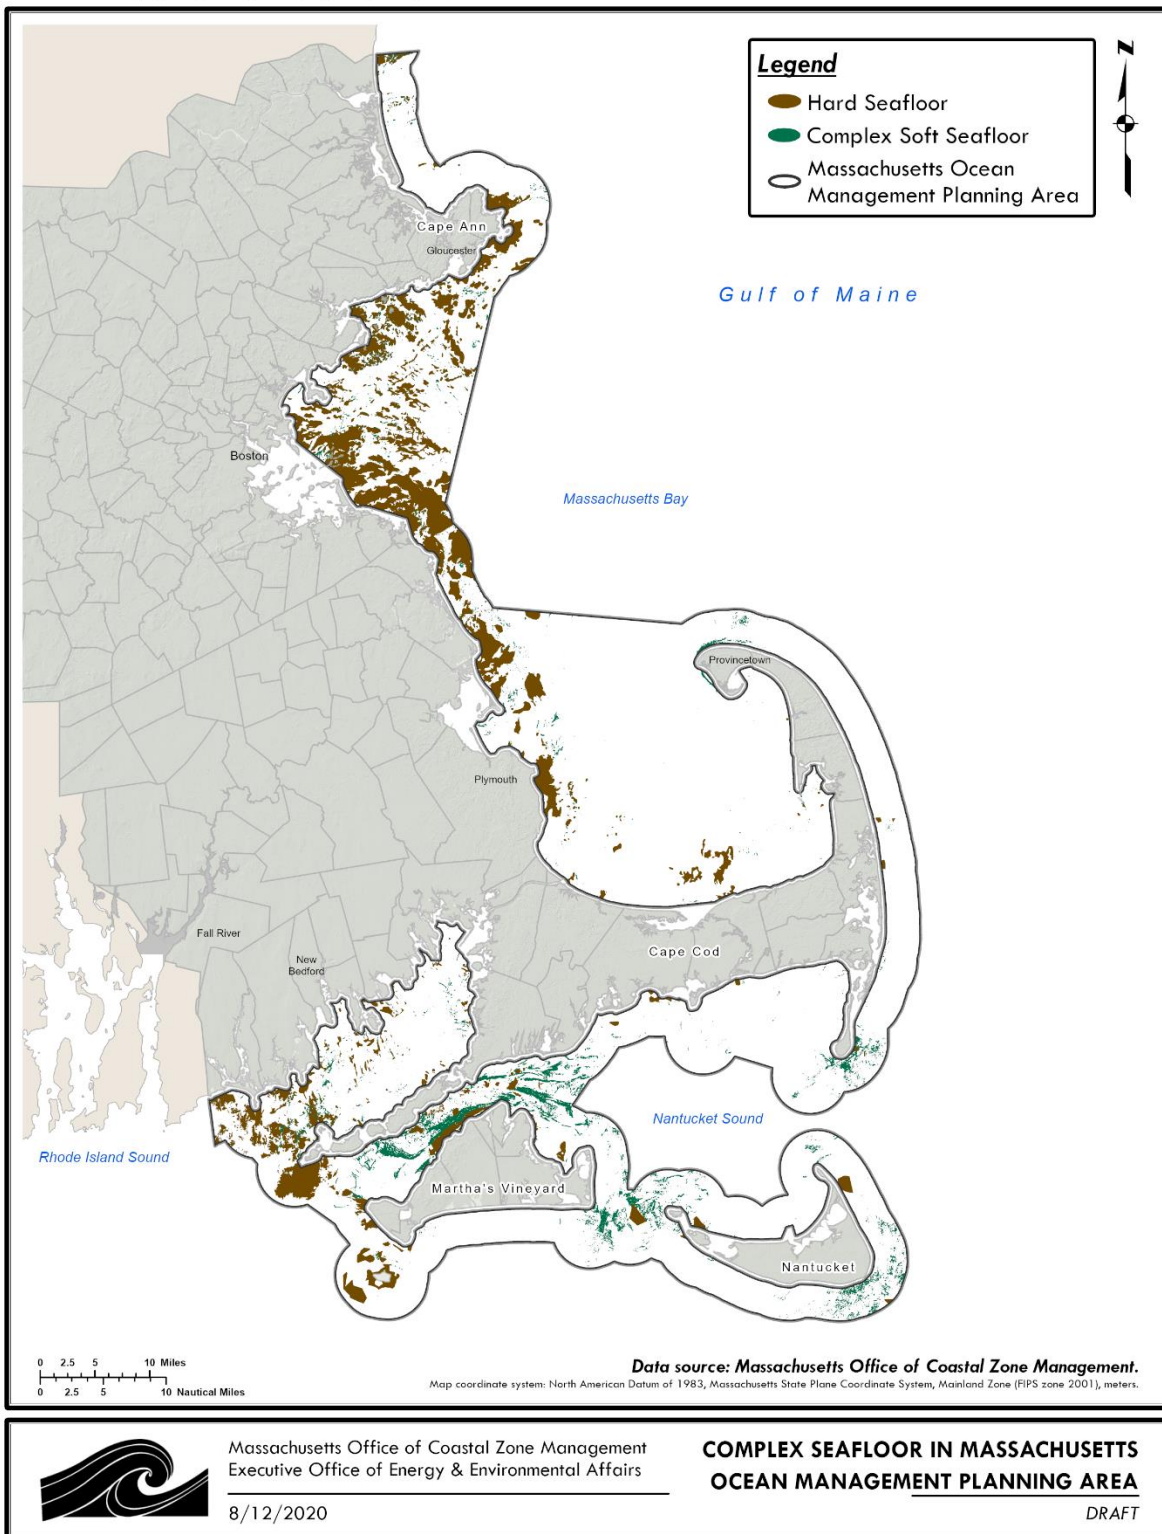 Legend
Hard Seafloor
Complex Soft Seafloor
Massachusetts Ocean
Management Planning Area
N
Cape Ann
Gloucester
Gulf of Maine
Boston
Massachusetts Bay
Provincetown
Plymouth
Fall River
New
Bedford
Cape Cod
Nantucket Sound
Rhode Island Sound
Martha's Vineyard
Nantucket
0 2.5 5 10 Miles
0 2.5 5 10 Nautical Miles
Data source: Massachusetts Office of Coastal Zone Management.
Map coordinate system: North American Datum of 1983, Massachusetts State Plane Coordinate System, Mainland Zone (FIPS zone 2001), meters.
Massachusetts Office of Coastal Zone Management
Executive Office of Energy & Environmental Affairs
8/12/2020
COMPLEX SEAFLOOR IN MASSACHUSETTS
OCEAN MANAGEMENT PLANNING AREA
DRAFT